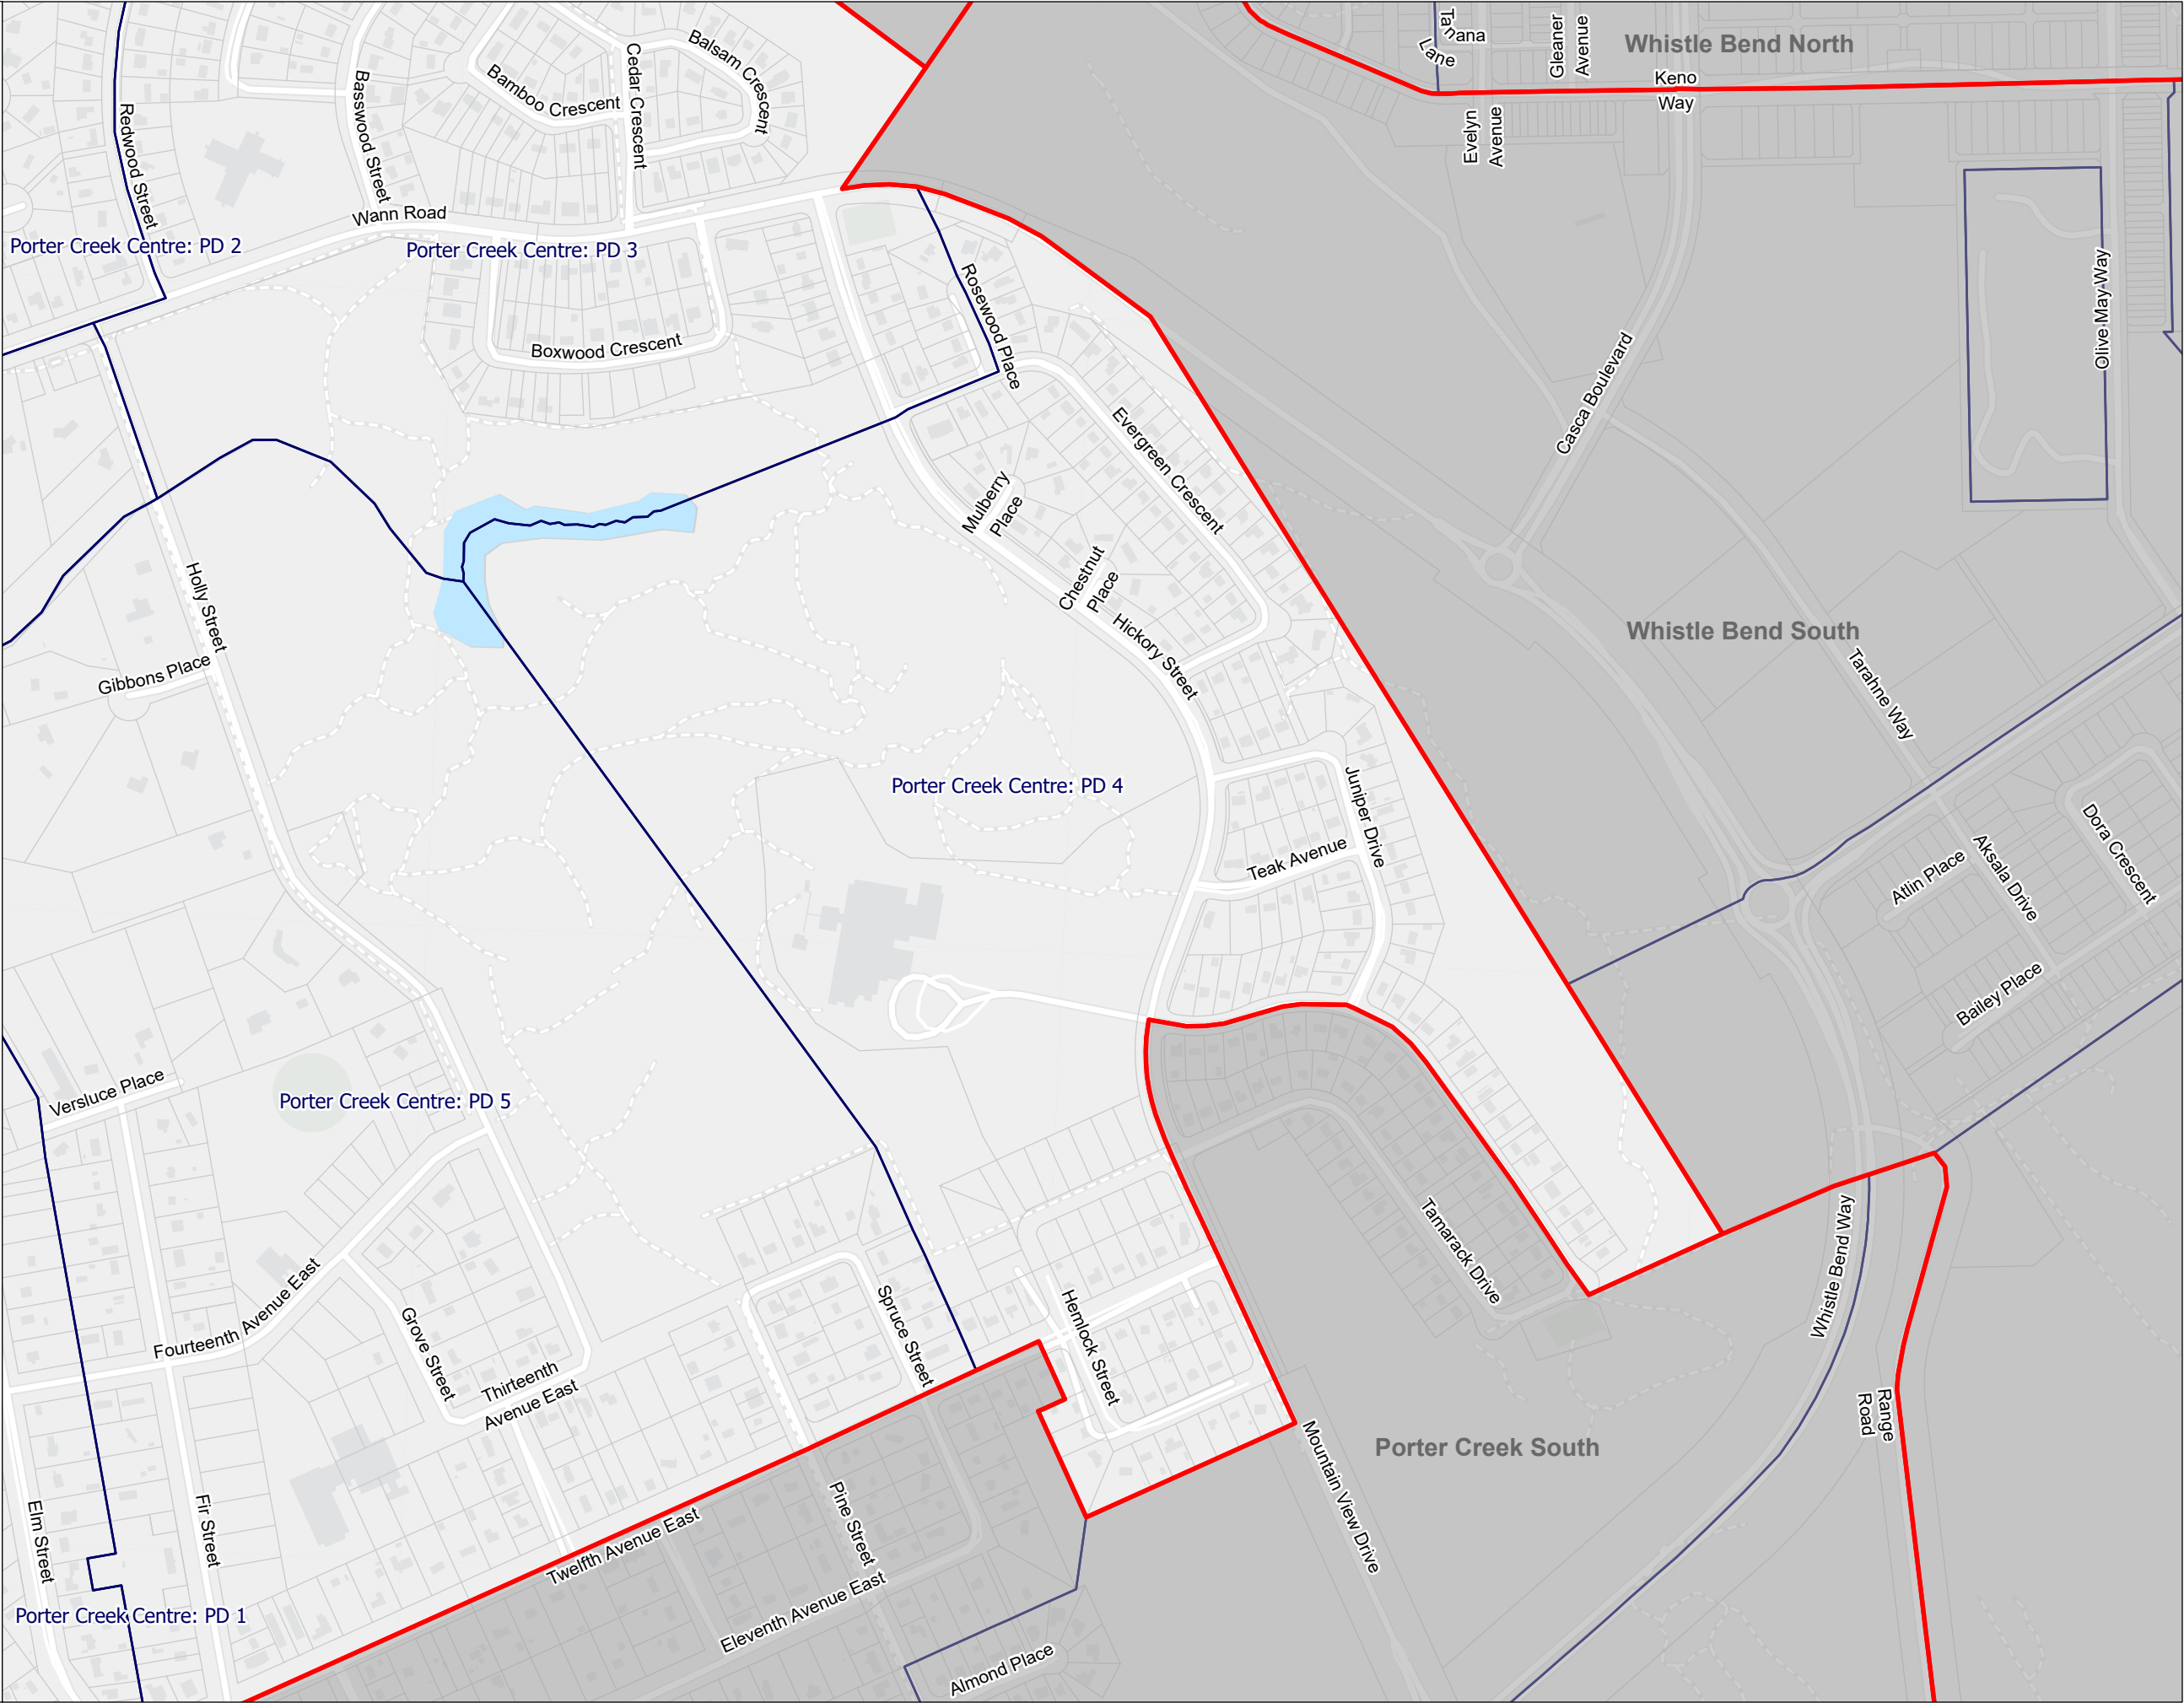 Tanana
Lane
Gleaner
Avenue
Whistle Bend North
Keno
Way
Evelyn
Avenue
Balsam Crescent
Cedar Crescent
Bamboo Crescent
Basswood Street
Redwood Street
Wann Road
Porter Creek Centre: PD 2
Porter Creek Centre: PD 3
Boxwood Crescent
Rosewood Place
Olive May Way
Casca Boulevard
Evergreen Crescent
Mulberry
Place
Chestnut
Place
Holly Street
Hickory Street
Gibbons Place
Whistle Bend South
Tarahne Way
Porter Creek Centre: PD 4
Juniper Drive
Teak Avenue
Dora Crescent
Aksala Drive
Atlin Place
Bailey Place
Versluce Place
Porter Creek Centre: PD 5
Tamarack Drive
Whistle Bend Way
Fourteenth Avenue East
Grove Street
Spruce Street
Hemlock Street
Thirteenth
Avenue East
Range
Road
Porter Creek South
Mountain View Drive
Pine Street
Elm Street
Fir Street
Twelfth Avenue East
Eleventh Avenue East
Porter Creek Centre: PD 1
Almond Place